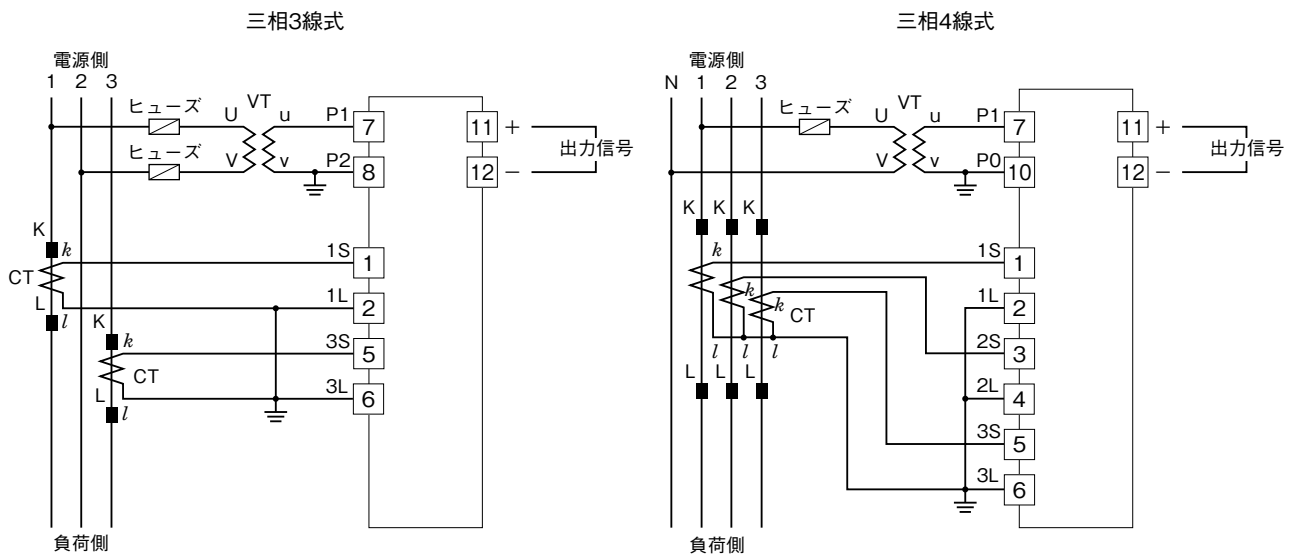 三相3線式
電源側
1 2 3
ヒューズ U VT u P1 7 11 +
出力信号
ヒューズ V v P2 8 12 −
K k 1S 1
CT
L l 1L 2
K k 3S 5
CT
L l 3L 6
負荷側
三相4線式
電源側
N 1 2 3
ヒューズ U VT u P1 7 11 +
出力信号
V v P0 10 12 −
K K K
k 1S 1
k 1L 2
k CT
l l l 2S 3
L L L 2L 4
3S 5
3L 6
負荷側